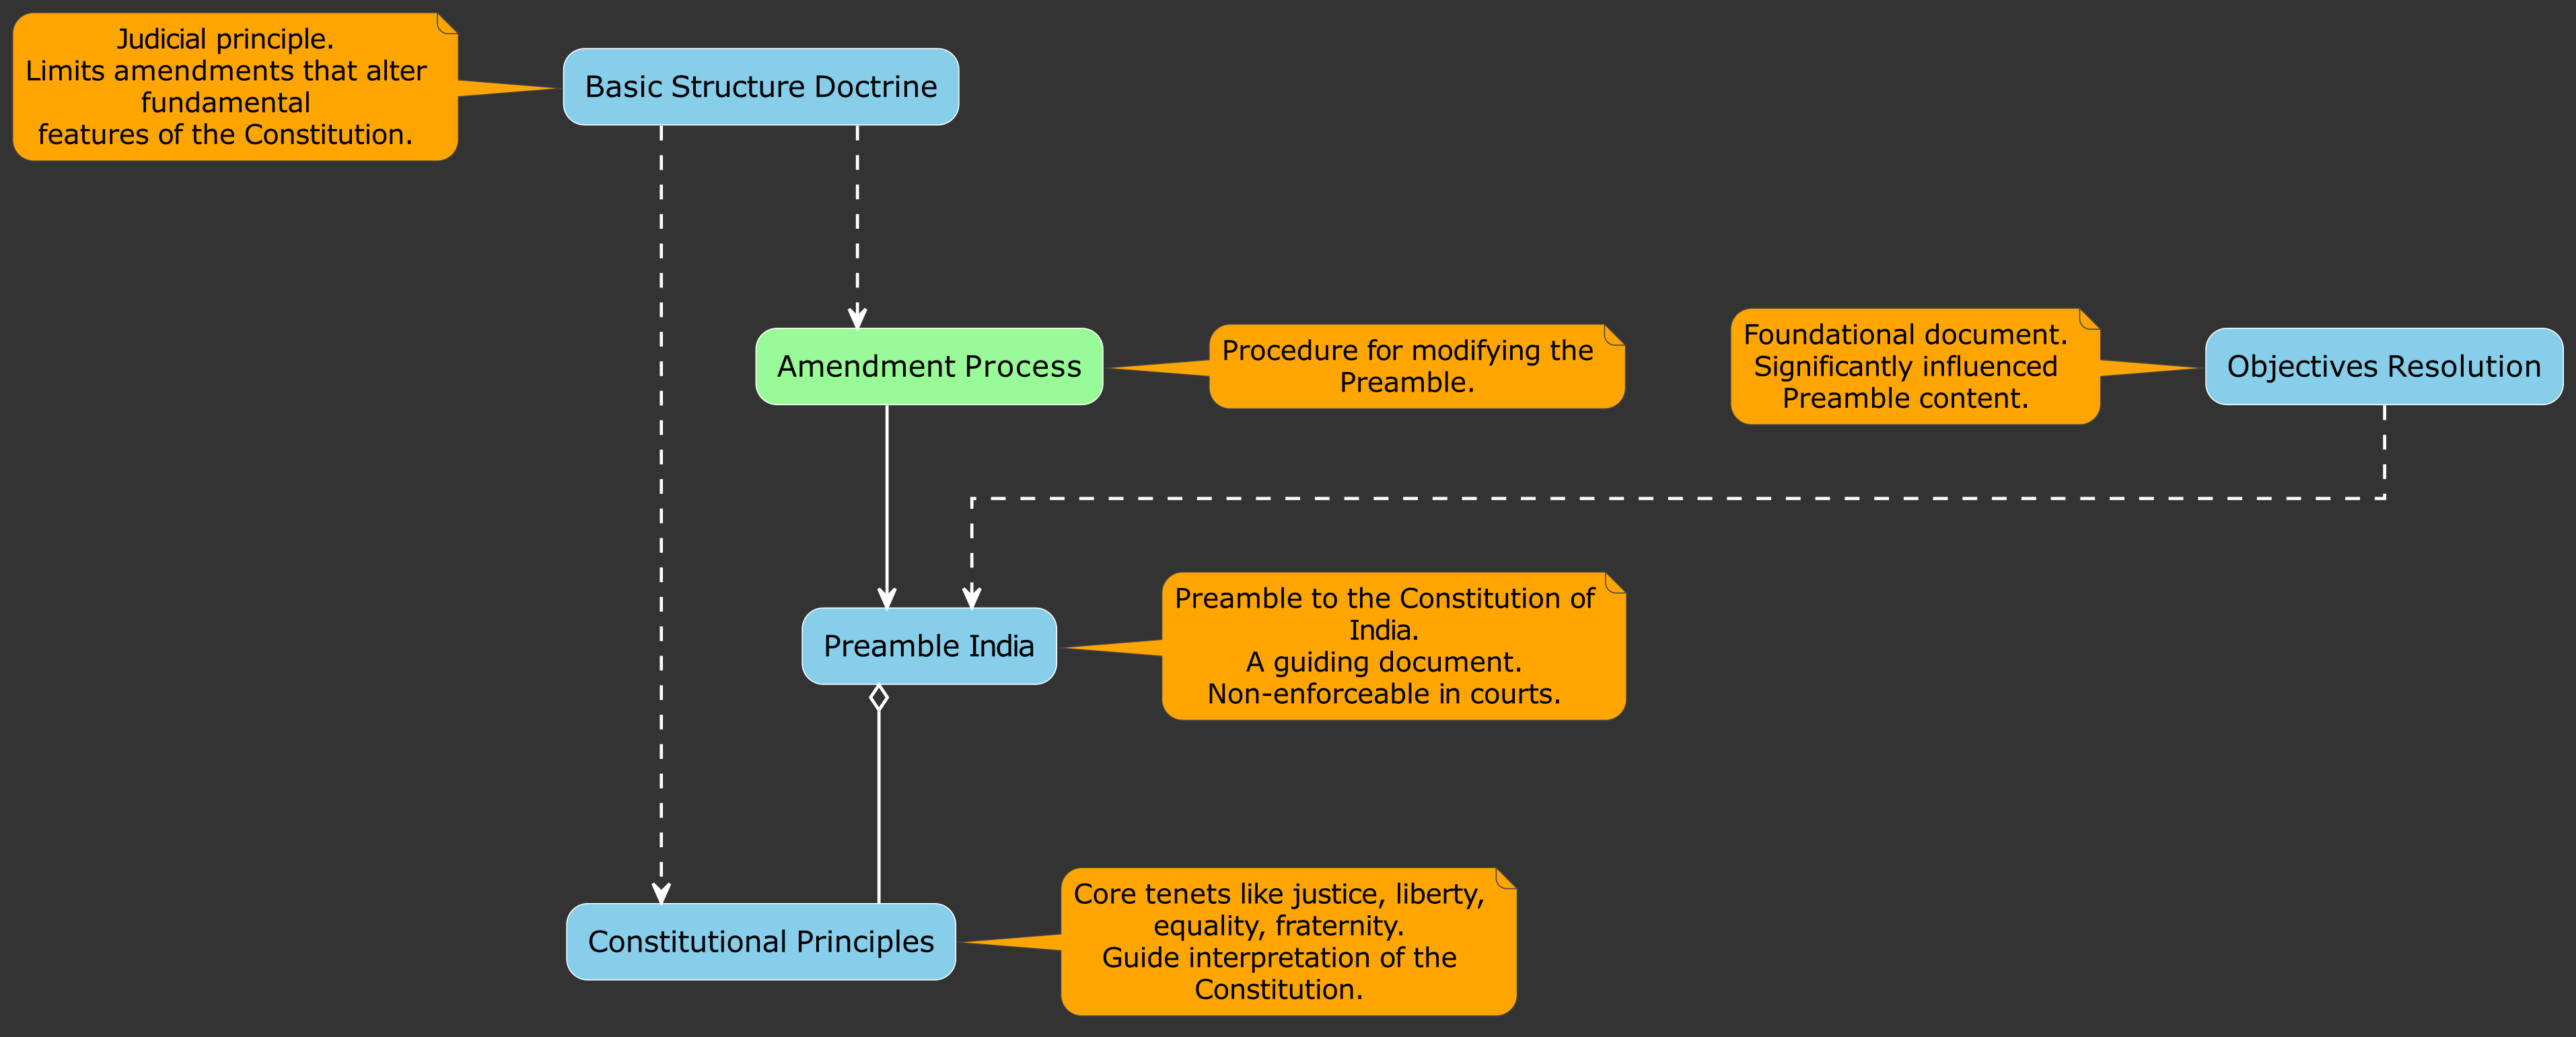 Judicial principle.
Limits amendments that alter
fundamental
features of the Constitution.
Basic Structure Doctrine
Amendment Process
Procedure for modifying the
Preamble.
Foundational document.
Significantly influenced
Preamble content.
Objectives Resolution
Preamble India
Preamble to the Constitution of
India.
A guiding document.
Non-enforceable in courts.
Constitutional Principles
Core tenets like justice, liberty,
equality, fraternity.
Guide interpretation of the
Constitution.